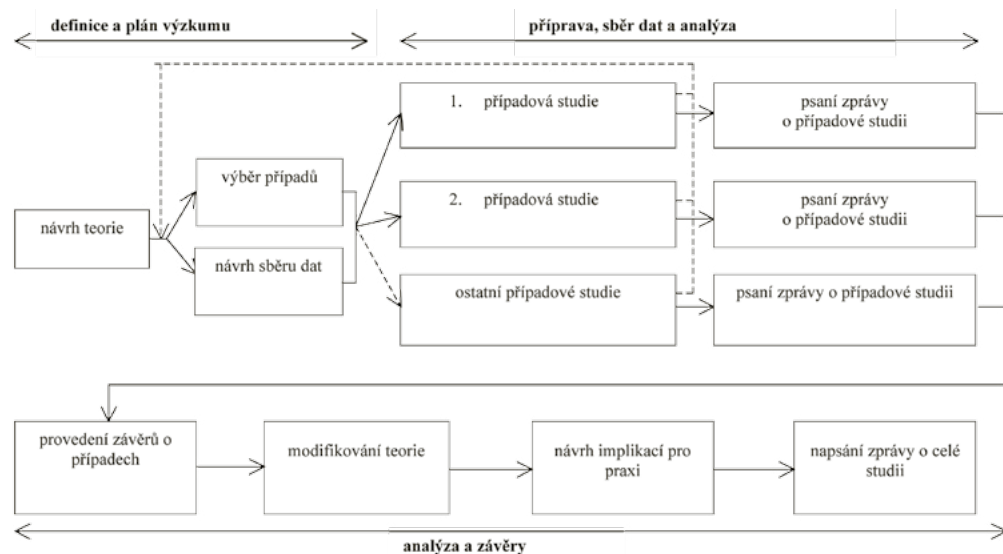 definice a plán výzkumu
příprava, sběr dat a analýza
1. případová studie
psaní zprávy
o případové studii
výběr případů
2. případová studie
psaní zprávy
o případové studii
návrh teorie
návrh sběru dat
ostatní případové studie
psaní zprávy o případové studii
provedení závěrů o
případech
modifikování teorie
návrh implikací pro
praxi
napsání zprávy o celé
studii
analýza a závěry